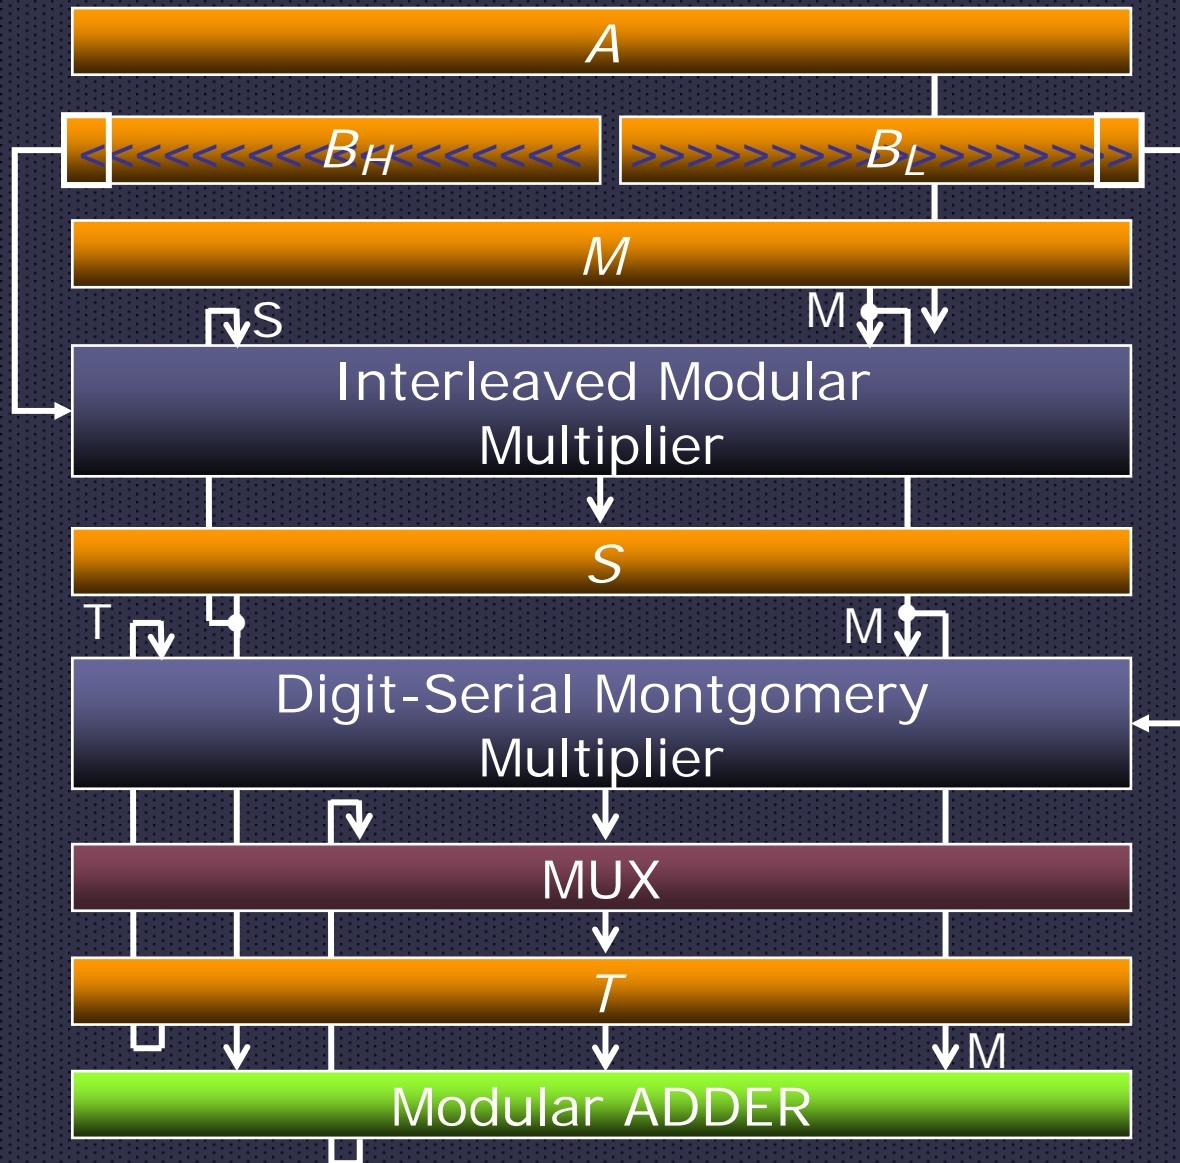 A
<<<<<<<<<<<<<<<<<< B_H
>>>>>>>>>>>>>>>>>> B_L
M
S
M
Interleaved Modular
Multiplier
S
T
M
Digit-Serial Montgomery
Multiplier
MUX
T
M
Modular ADDER